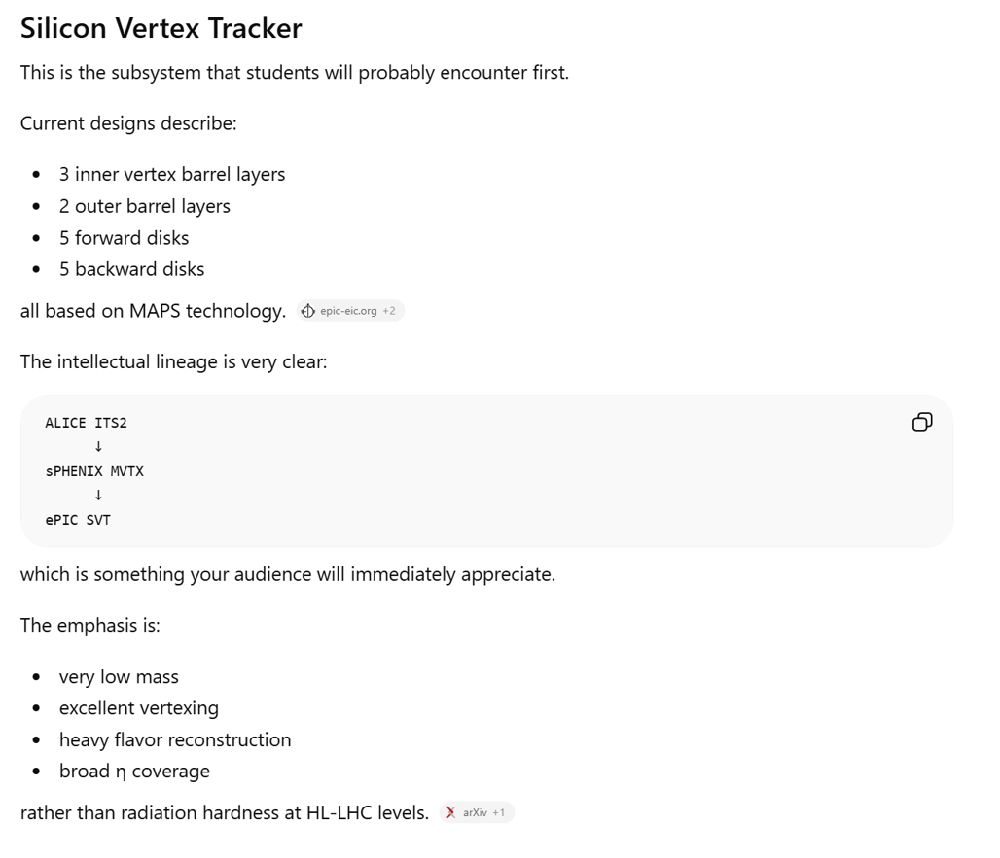 Silicon Vertex Tracker
This is the subsystem that students will probably encounter first.
Current designs describe:
• 3 inner vertex barrel layers
• 2 outer barrel layers
• 5 forward disks
• 5 backward disks
all based on MAPS technology. epic-eic.org +2
The intellectual lineage is very clear:
ALICE ITS2
↓
sPHENIX MVTX
↓
ePIC SVT
which is something your audience will immediately appreciate.
The emphasis is:
• very low mass
• excellent vertexing
• heavy flavor reconstruction
• broad η coverage
rather than radiation hardness at HL-LHC levels. arXiv +1